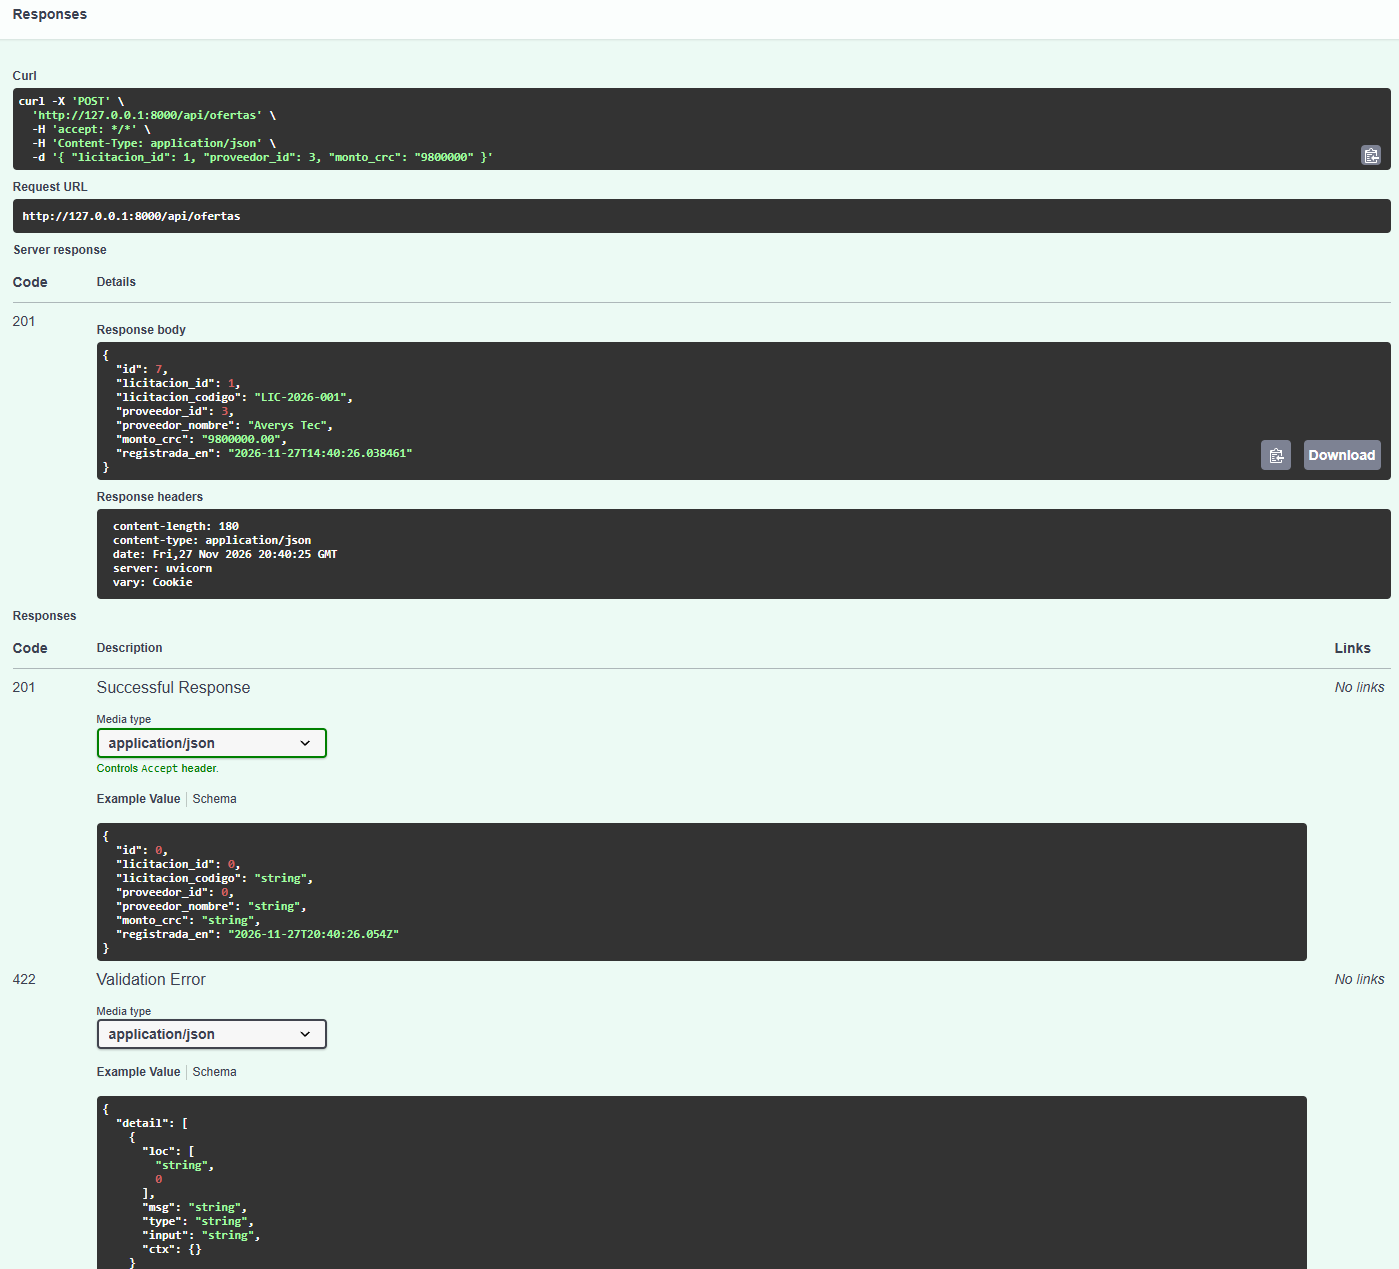 Responses
Curl
curl -X 'POST' \
  'http://127.0.0.1:8000/api/ofertas' \
  -H 'accept: */*' \
  -H 'Content-Type: application/json' \
  -d '{ "licitacion_id": 1, "proveedor_id": 3, "monto_crc": "9800000" }'
Request URL
http://127.0.0.1:8000/api/ofertas
Server response
Code Details
201
Response body
{
  "id": 7,
  "licitacion_id": 1,
  "licitacion_codigo": "LIC-2026-001",
  "proveedor_id": 3,
  "proveedor_nombre": "Averys Tec",
  "monto_crc": "9800000.00",
  "registrada_en": "2026-11-27T14:40:26.038461"
}
Download
Response headers
content-length: 180
content-type: application/json
date: Fri,27 Nov 2026 20:40:25 GMT
server: uvicorn
vary: Cookie
Responses
Code Description Links
201 Successful Response No links
Media type
application/json
Controls Accept header.
Example Value Schema
{
  "id": 0,
  "licitacion_id": 0,
  "licitacion_codigo": "string",
  "proveedor_id": 0,
  "proveedor_nombre": "string",
  "monto_crc": "string",
  "registrada_en": "2026-11-27T20:40:26.054Z"
}
422 Validation Error No links
Media type
application/json
Example Value Schema
{
  "detail": [
    {
      "loc": [
        "string",
        0
      ],
      "msg": "string",
      "type": "string",
      "input": "string",
      "ctx": {}
    }